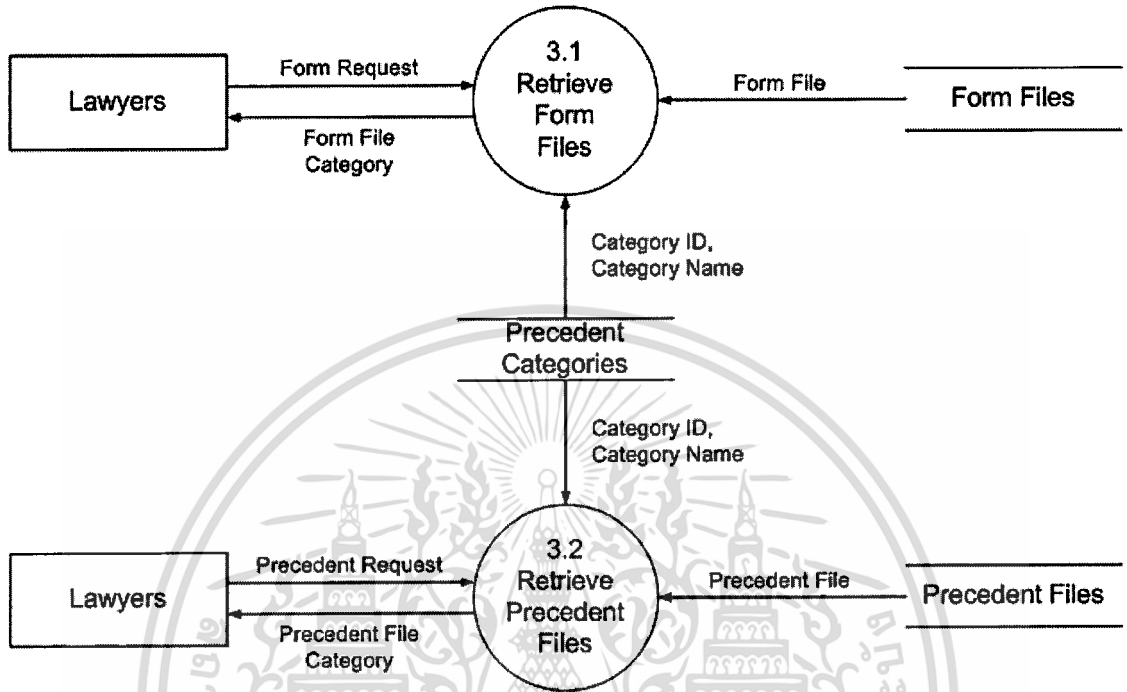 Lawyers
Form Request
Form File
Category
3.1
Retrieve
Form
Files
Form File
Form Files
Category ID,
Category Name
Precedent
Categories
Category ID,
Category Name
Lawyers
Precedent Request
Precedent File
Category
3.2
Retrieve
Precedent
Files
Precedent File
Precedent Files